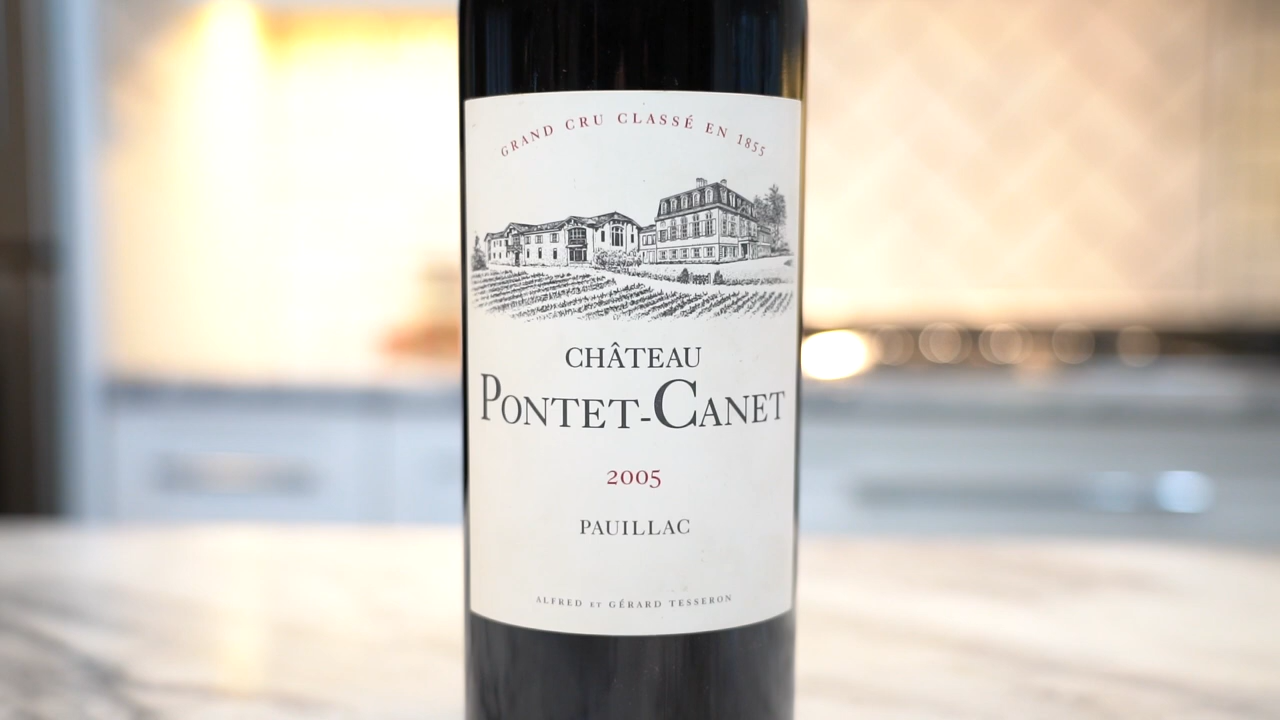 GRAND CRU CLASSÉ EN 1855
CHÂTEAU
PONTET-CANET
2005
PAUILLAC
ALFRED ET GÉRARD TESSERON